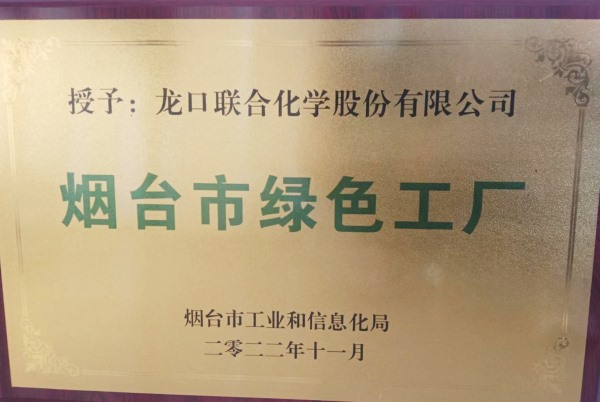 授予：龙口联合化学股份有限公司
烟台市绿色工厂
烟台市工业和信息化局
二零二二年十一月